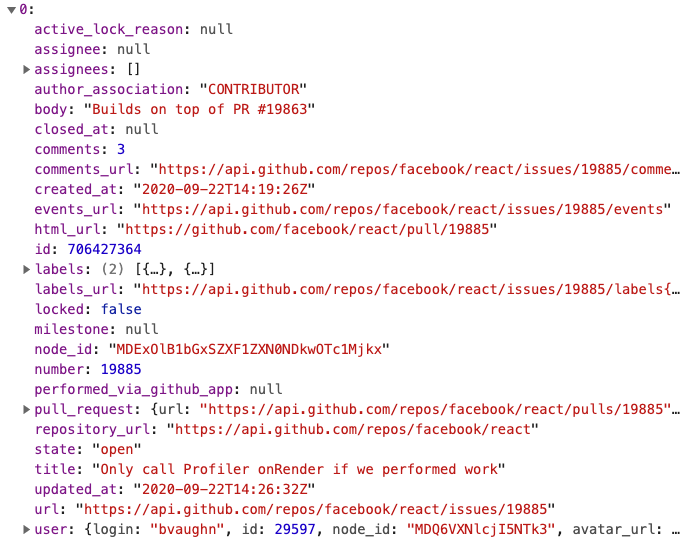 0:
active_lock_reason: null
assignee: null
assignees: []
author_association: "CONTRIBUTOR"
body: "Builds on top of PR #19863"
closed_at: null
comments: 3
comments_url: "https://api.github.com/repos/facebook/react/issues/19885/comme…
created_at: "2020-09-22T14:19:26Z"
events_url: "https://api.github.com/repos/facebook/react/issues/19885/events"
html_url: "https://github.com/facebook/react/pull/19885"
id: 706427364
labels: (2) [{…}, {…}]
labels_url: "https://api.github.com/repos/facebook/react/issues/19885/labels{…
locked: false
milestone: null
node_id: "MDExOlB1bGxSZXF1ZXN0NDkwOTc1Mjkx"
number: 19885
performed_via_github_app: null
pull_request: {url: "https://api.github.com/repos/facebook/react/pulls/19885"…
repository_url: "https://api.github.com/repos/facebook/react"
state: "open"
title: "Only call Profiler onRender if we performed work"
updated_at: "2020-09-22T14:26:32Z"
url: "https://api.github.com/repos/facebook/react/issues/19885"
user: {login: "bvaughn", id: 29597, node_id: "MDQ6VXNlcjI5NTk3", avatar_url: …